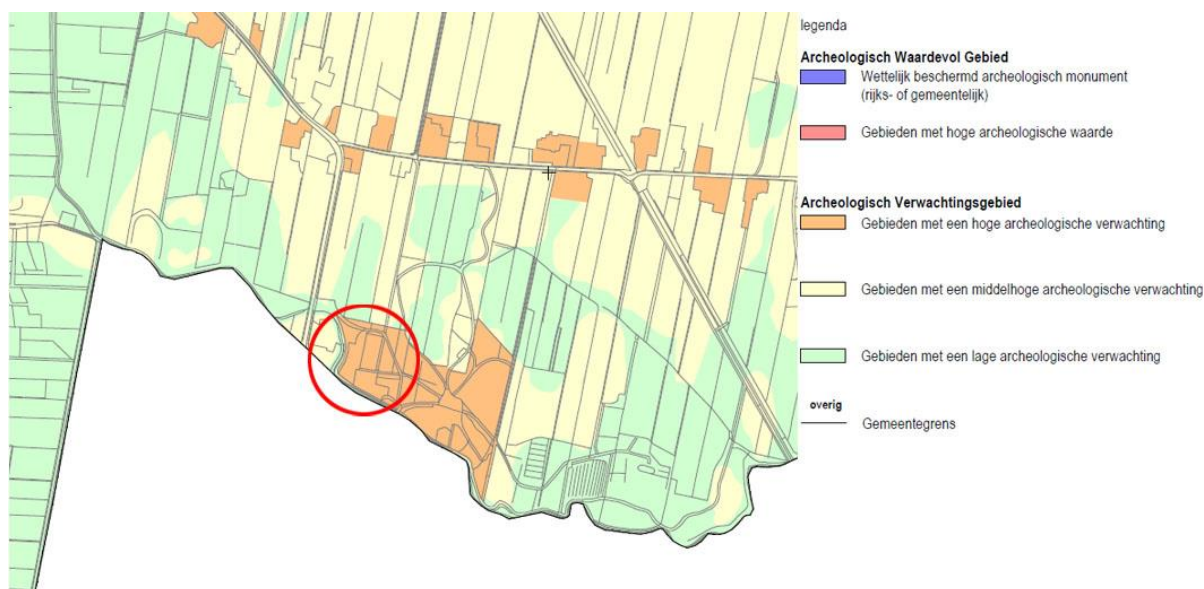 legenda
Archeologisch Waardevol Gebied
Wettelijk beschermd archeologisch monument
(rijks- of gemeentelijk)
Gebieden met hoge archeologische waarde
Archeologisch Verwachtingsgebied
Gebieden met een hoge archeologische verwachting
Gebieden met een middelhoge archeologische verwachting
Gebieden met een lage archeologische verwachting
overig
Gemeentegrens